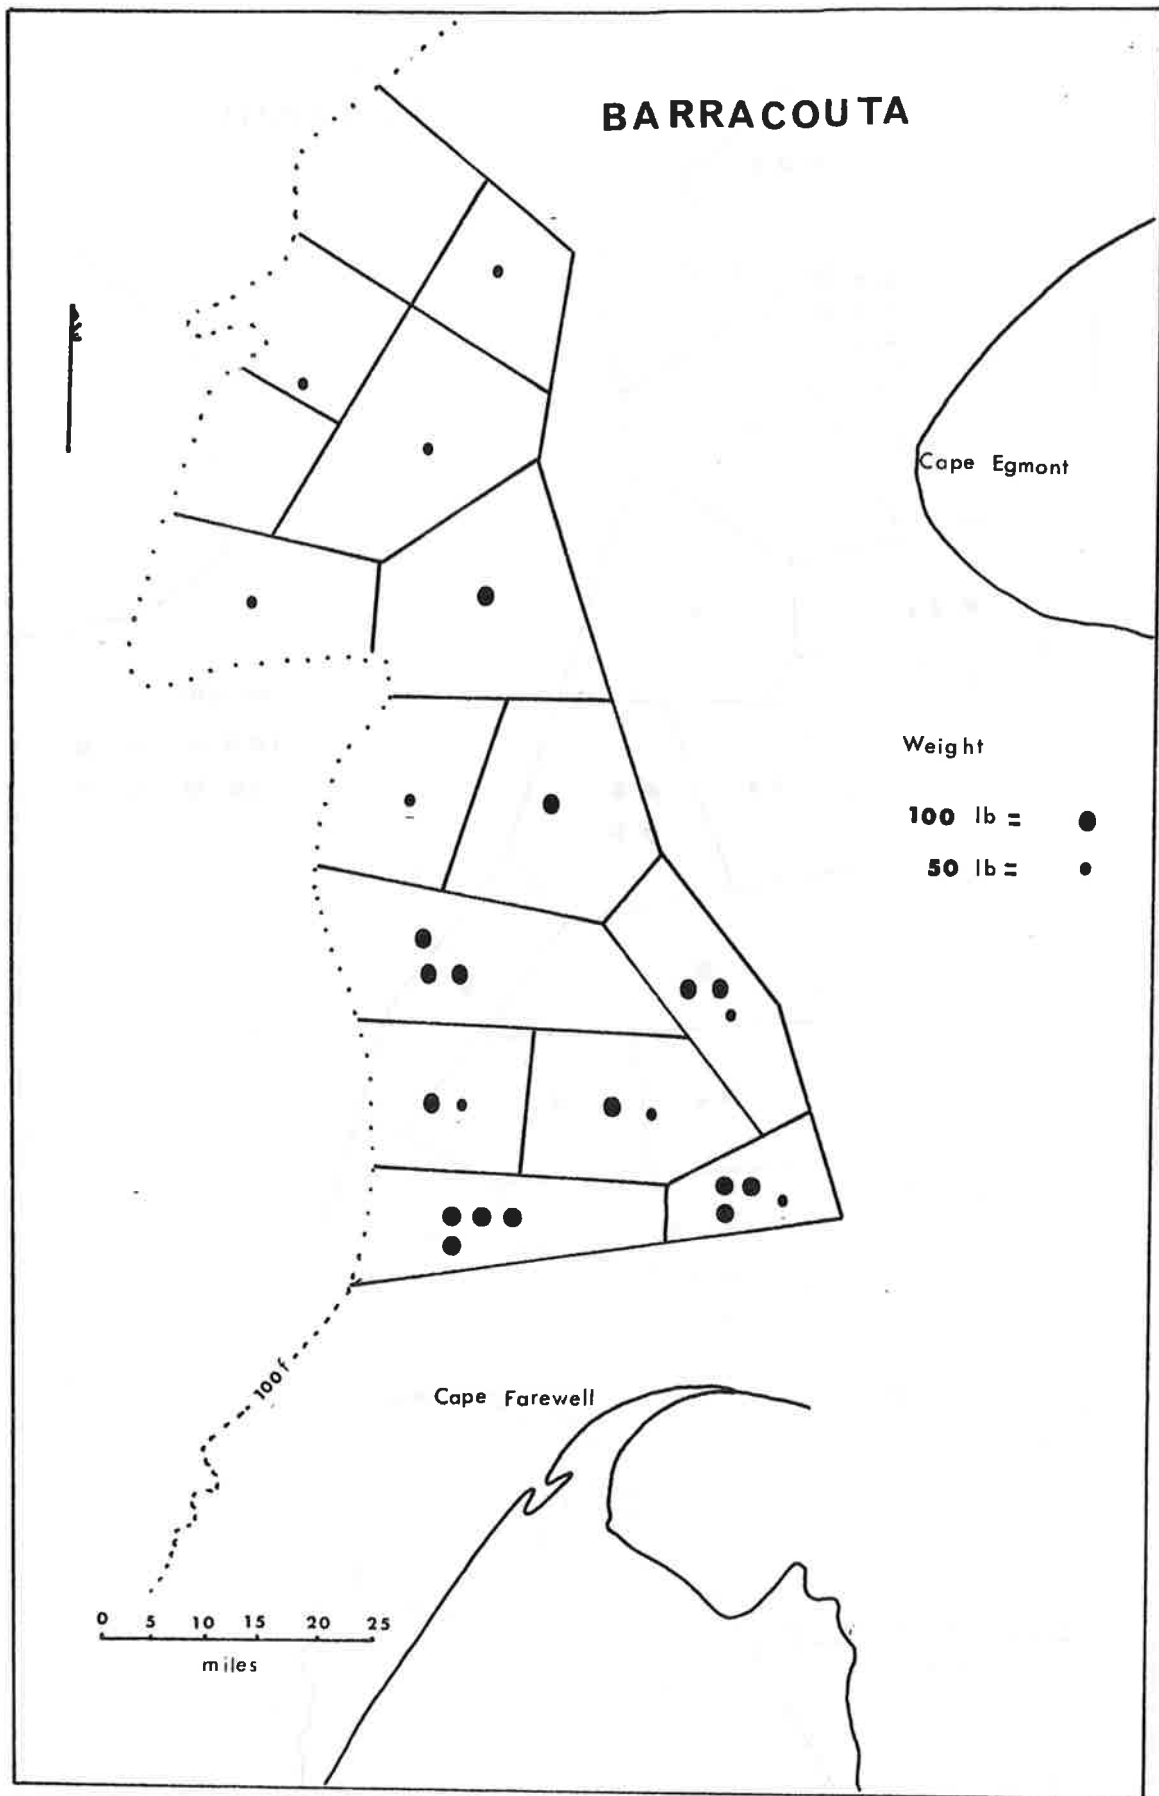 BARRACOUTA
Cape Egmont
Weight
100 lb =
50 lb =
100f
Cape Farewell
0 5 10 15 20 25
miles